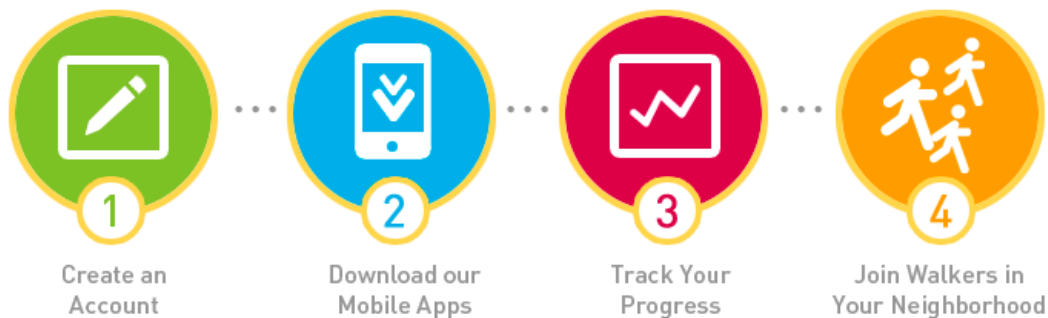 1
2
3
4
Create an
Account
Download our
Mobile Apps
Track Your
Progress
Join Walkers in
Your Neighborhood